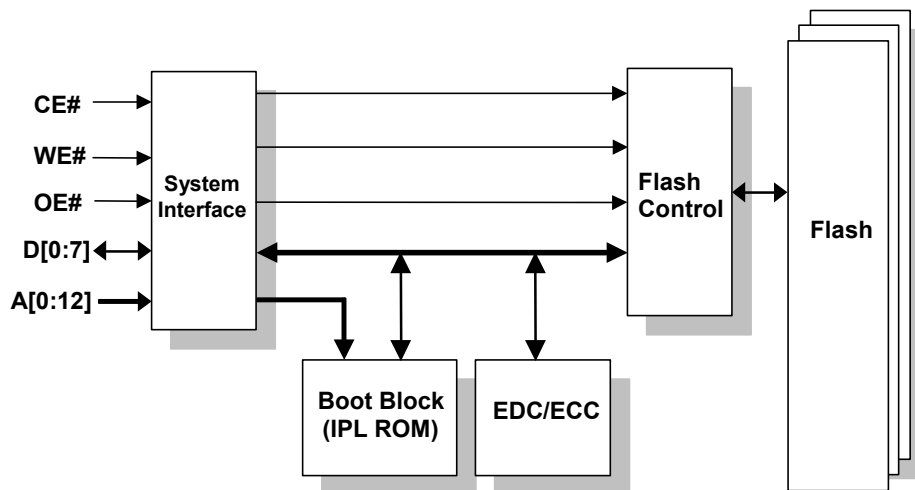 CE#
WE#
OE#
D[0:7]
A[0:12]
System
Interface
Flash
Control
Flash
Boot Block
(IPL ROM)
EDC/ECC